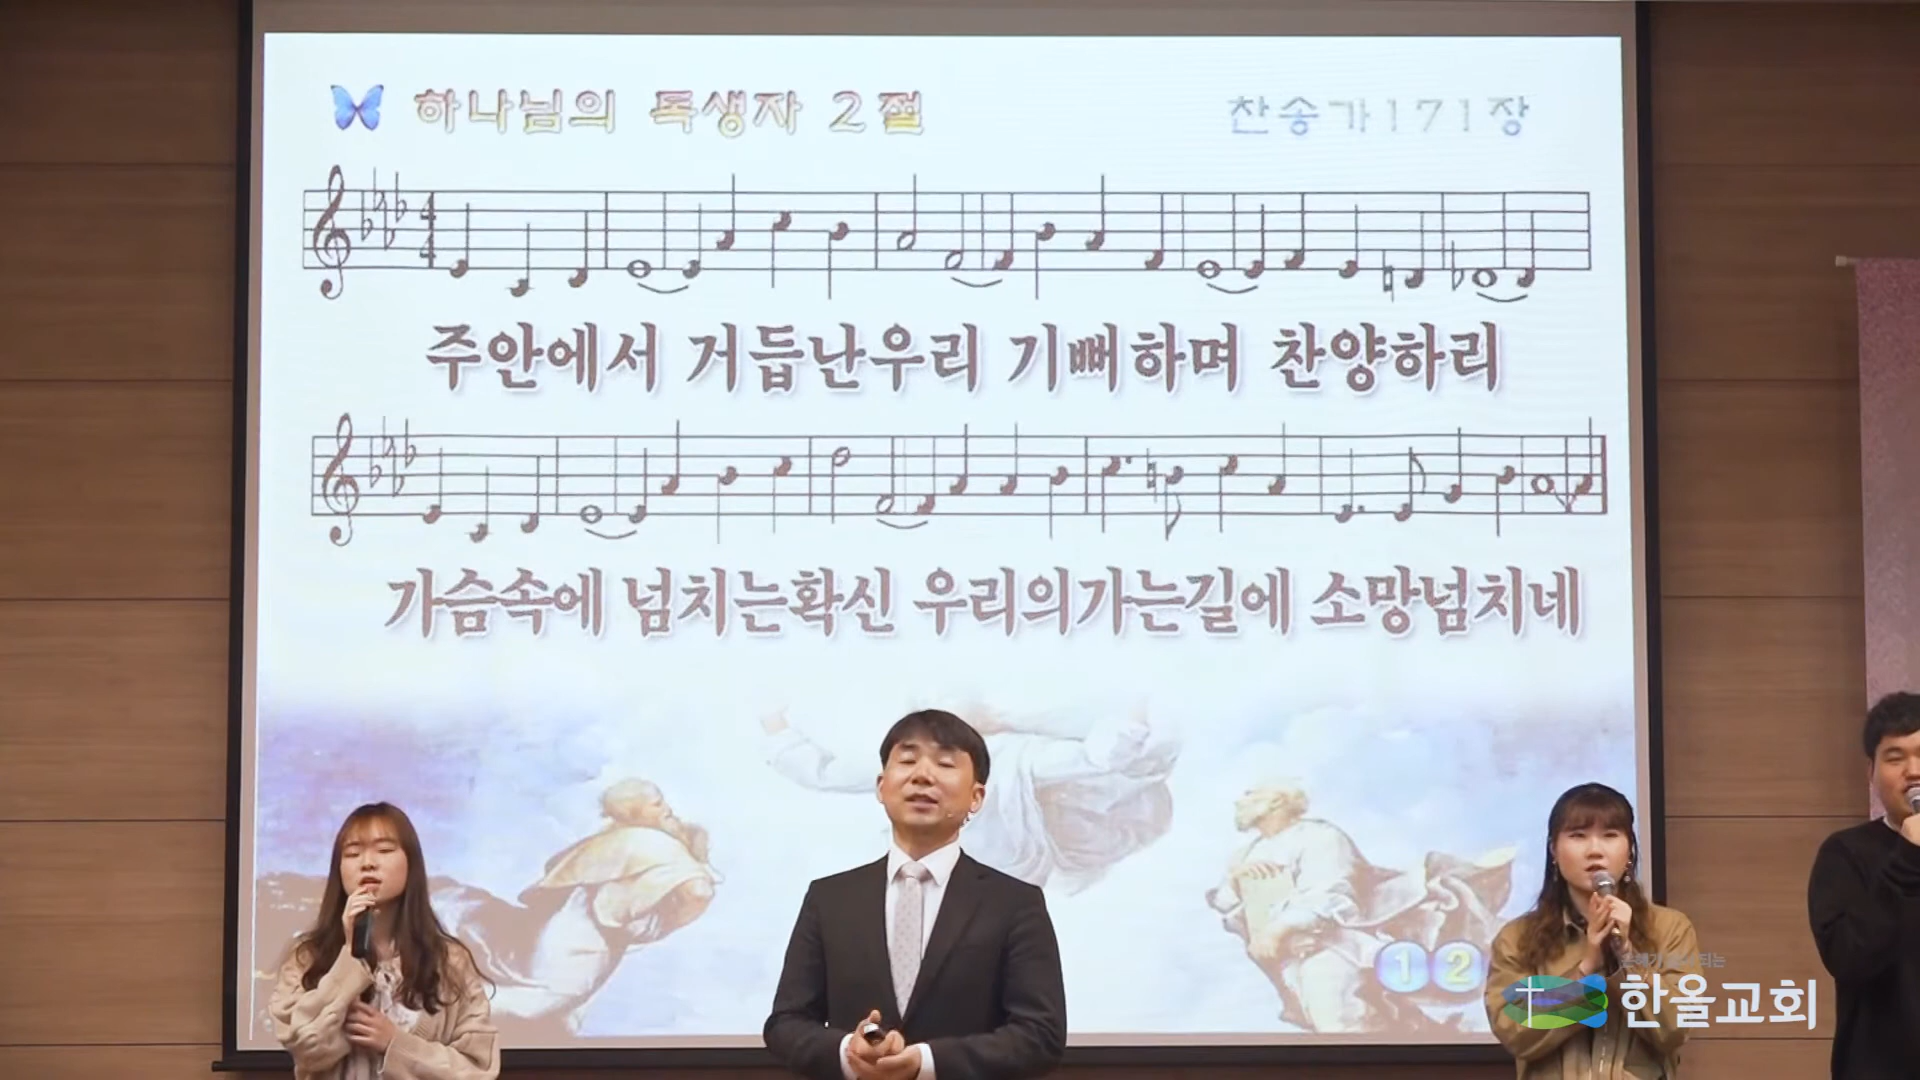 하나님의 독생자 2절
찬송가171장
주안에서 거듭난우리 기뻐하며 찬양하리
가슴속에 넘치는확신 우리의가는길에 소망넘치네
1 2
한울교회